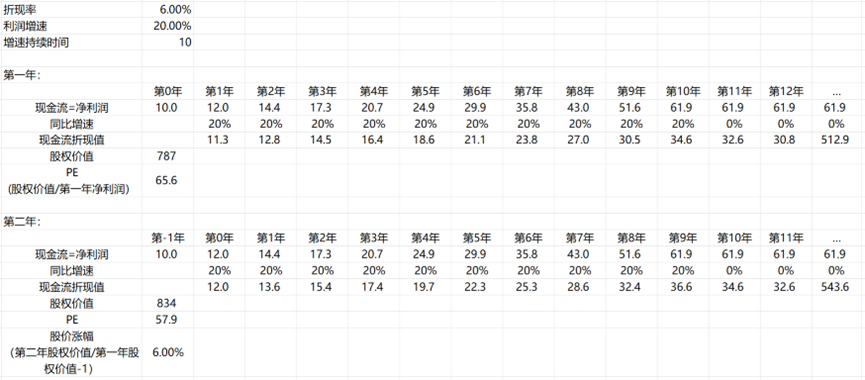 折现率 6.00%
利润增速 20.00%
增速持续时间 10
第一年：
第0年 第1年 第2年 第3年 第4年 第5年 第6年 第7年 第8年 第9年 第10年 第11年 第12年 ...
现金流=净利润 10.0 12.0 14.4 17.3 20.7 24.9 29.9 35.8 43.0 51.6 61.9 61.9 61.9 61.9
同比增速 20% 20% 20% 20% 20% 20% 20% 20% 20% 20% 0% 0% 0%
现金流折现值 11.3 12.8 14.5 16.4 18.6 21.1 23.8 27.0 30.5 34.6 32.6 30.8 512.9
股权价值 787
PE
(股权价值/第一年净利润) 65.6
第二年：
第-1年 第0年 第1年 第2年 第3年 第4年 第5年 第6年 第7年 第8年 第9年 第10年 第11年 ...
现金流=净利润 10.0 12.0 14.4 17.3 20.7 24.9 29.9 35.8 43.0 51.6 61.9 61.9 61.9 61.9
同比增速 20% 20% 20% 20% 20% 20% 20% 20% 20% 20% 0% 0% 0%
现金流折现值 12.0 13.6 15.4 17.4 19.7 22.3 25.3 28.6 32.4 36.6 34.6 32.6 543.6
股权价值 834
PE 57.9
股价涨幅
（第二年股权价值/第一年股 6.00%
权价值-1）